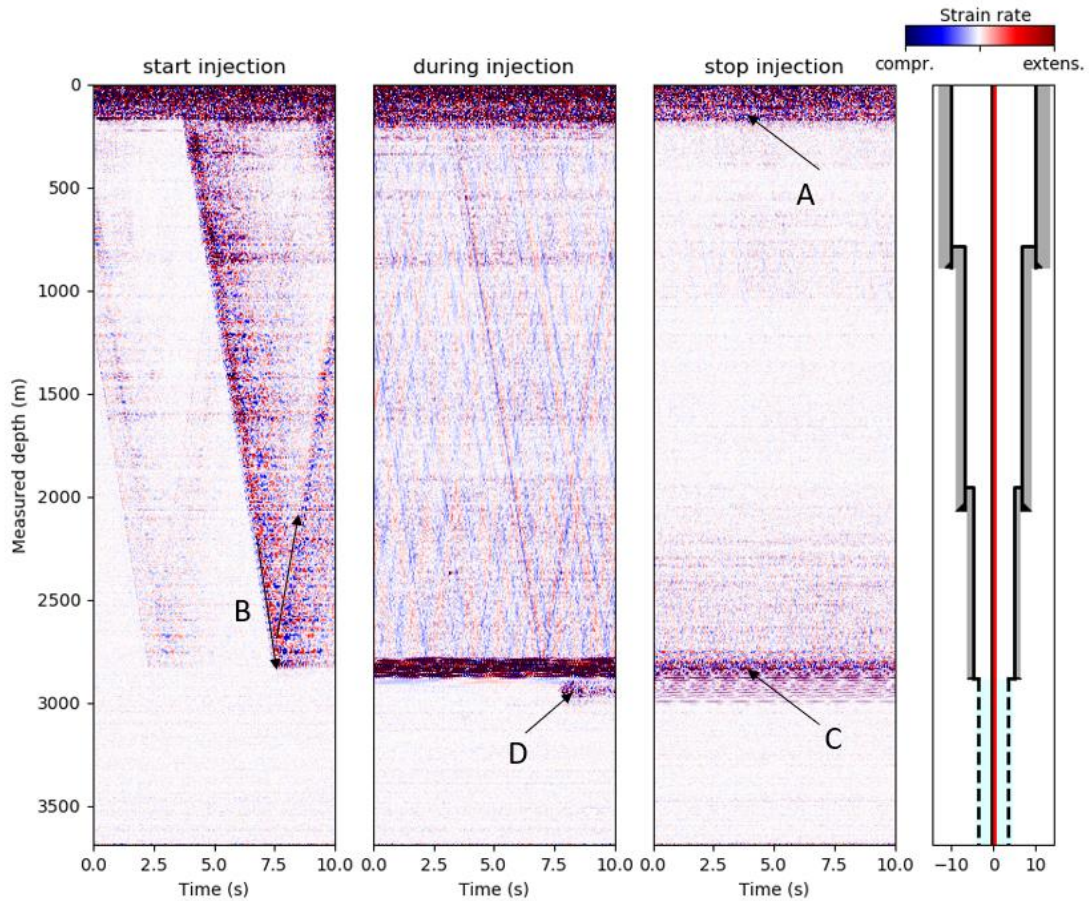 Strain rate
compr. extens.
start injection during injection stop injection
0
500
1000
1500
2000
2500
3000
3500
Measured depth (m)
A
B
C
D
0.0 2.5 5.0 7.5 10.0 0.0 2.5 5.0 7.5 10.0 0.0 2.5 5.0 7.5 10.0 −10 0 10
Time (s) Time (s) Time (s)